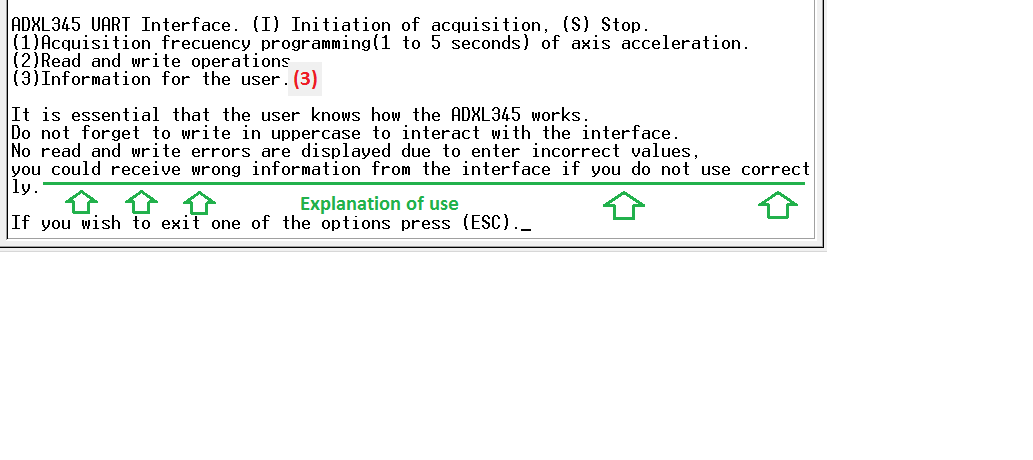 ADXL345 UART Interface. (I) Initiation of acquisition, (S) Stop.
(1)Acquisition frecuency programming(1 to 5 seconds) of axis acceleration.
(2)Read and write operations
(3)Information for the user. (3)
It is essential that the user knows how the ADXL345 works.
Do not forget to write in uppercase to interact with the interface.
No read and write errors are displayed due to enter incorrect values,
you could receive wrong information from the interface if you do not use correct
ly.
Explanation of use
If you wish to exit one of the options press (ESC)._